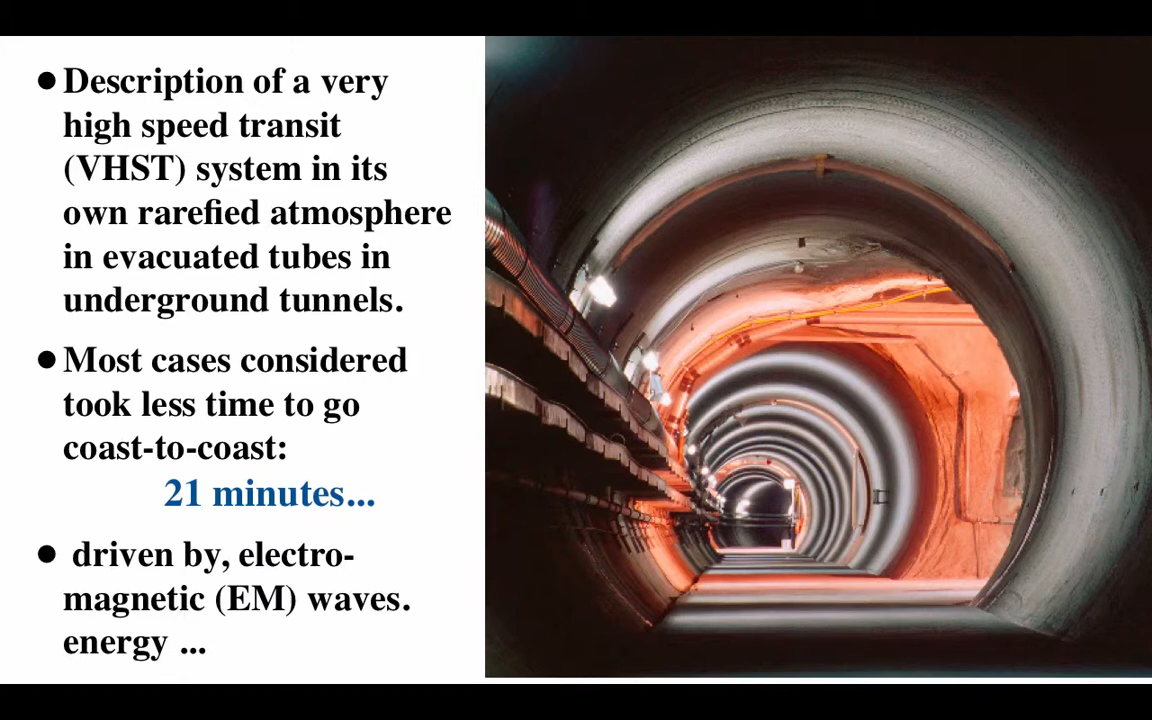 ● Description of a very
high speed transit
(VHST) system in its
own rarefied atmosphere
in evacuated tubes in
underground tunnels.
● Most cases considered
took less time to go
coast-to-coast:
21 minutes...
● driven by, electro-
magnetic (EM) waves.
energy ...